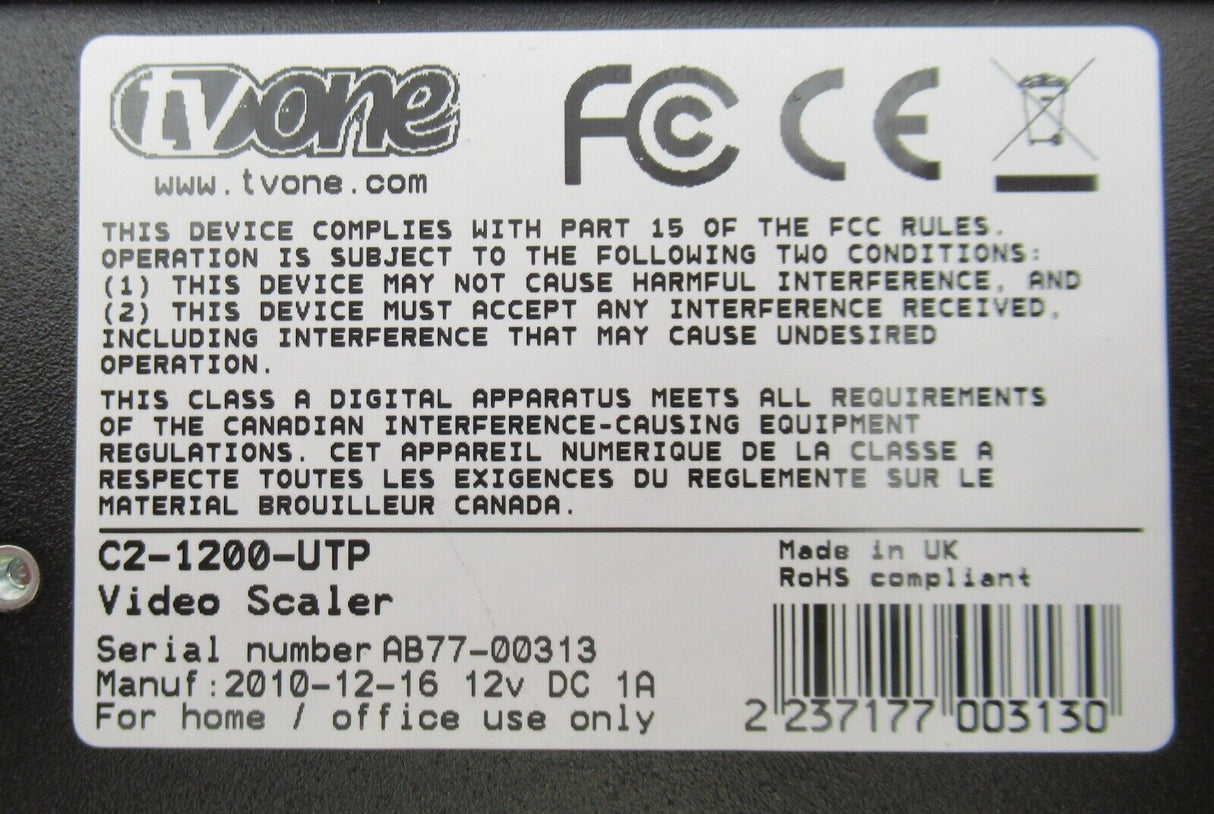 tvone
FC CE
www.tvone.com
THIS DEVICE COMPLIES WITH PART 15 OF THE FCC RULES.
OPERATION IS SUBJECT TO THE FOLLOWING TWO CONDITIONS:
(1) THIS DEVICE MAY NOT CAUSE HARMFUL INTERFERENCE, AND
(2) THIS DEVICE MUST ACCEPT ANY INTERFERENCE RECEIVED,
INCLUDING INTERFERENCE THAT MAY CAUSE UNDESIRED
OPERATION.
THIS CLASS A DIGITAL APPARATUS MEETS ALL REQUIREMENTS
OF THE CANADIAN INTERFERENCE-CAUSING EQUIPMENT
REGULATIONS. CET APPAREIL NUMERIQUE DE LA CLASSE A
RESPECTE TOUTES LES EXIGENCES DU REGLEMENTE SUR LE
MATERIAL BROUILLEUR CANADA.
C2-1200-UTP
Video Scaler
Serial number AB77-00313
Manuf:2010-12-16 12v DC 1A
For home / office use only
Made in UK
RoHS compliant
2 237177 003130